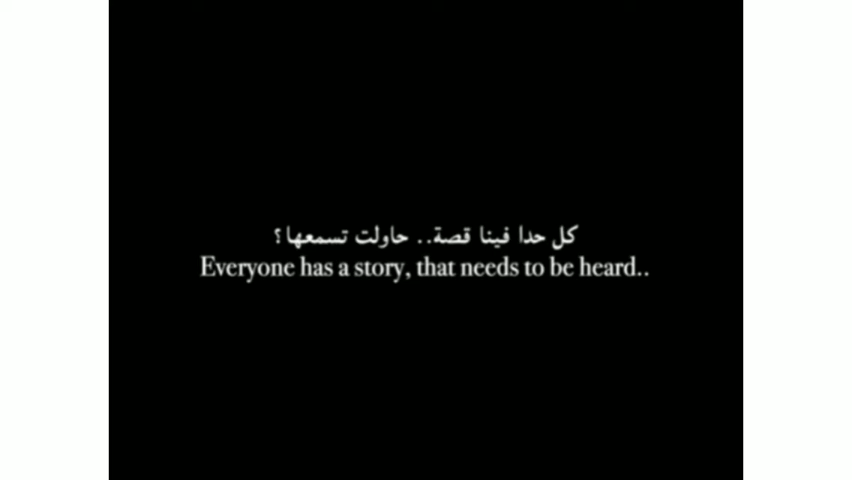 كل حدا فينا قصة.. حاولت تسمعها؟
Everyone has a story, that needs to be heard..